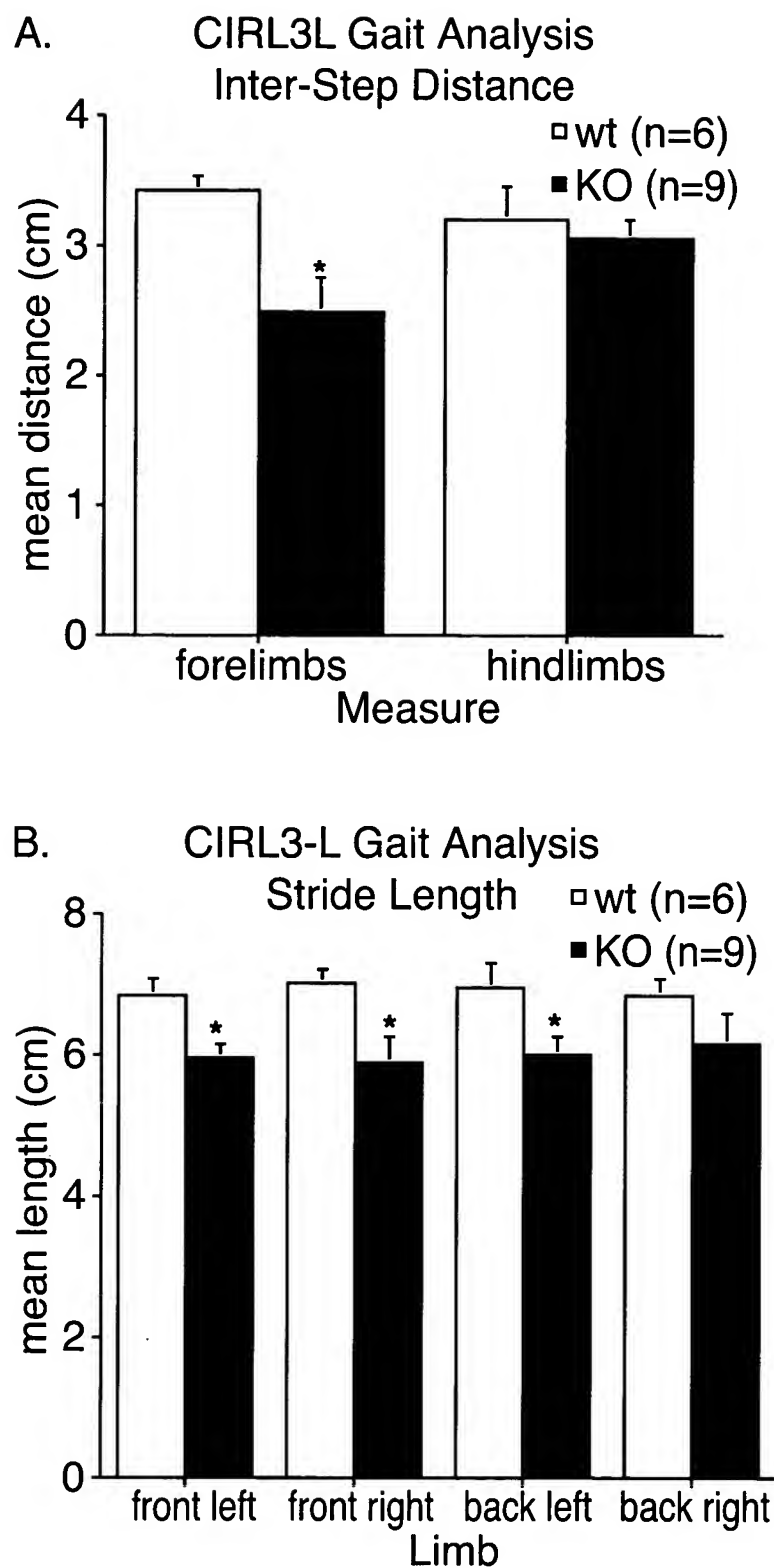 A. CIRL3L Gait Analysis
Inter-Step Distance
4
wt (n=6)
KO (n=9)
3
*
2
1
0
mean distance (cm)
forelimbs hindlimbs
Measure
B. CIRL3-L Gait Analysis
Stride Length
8
wt (n=6)
KO (n=9)
* * *
6
4
2
0
mean length (cm)
front left front right back left back right
Limb